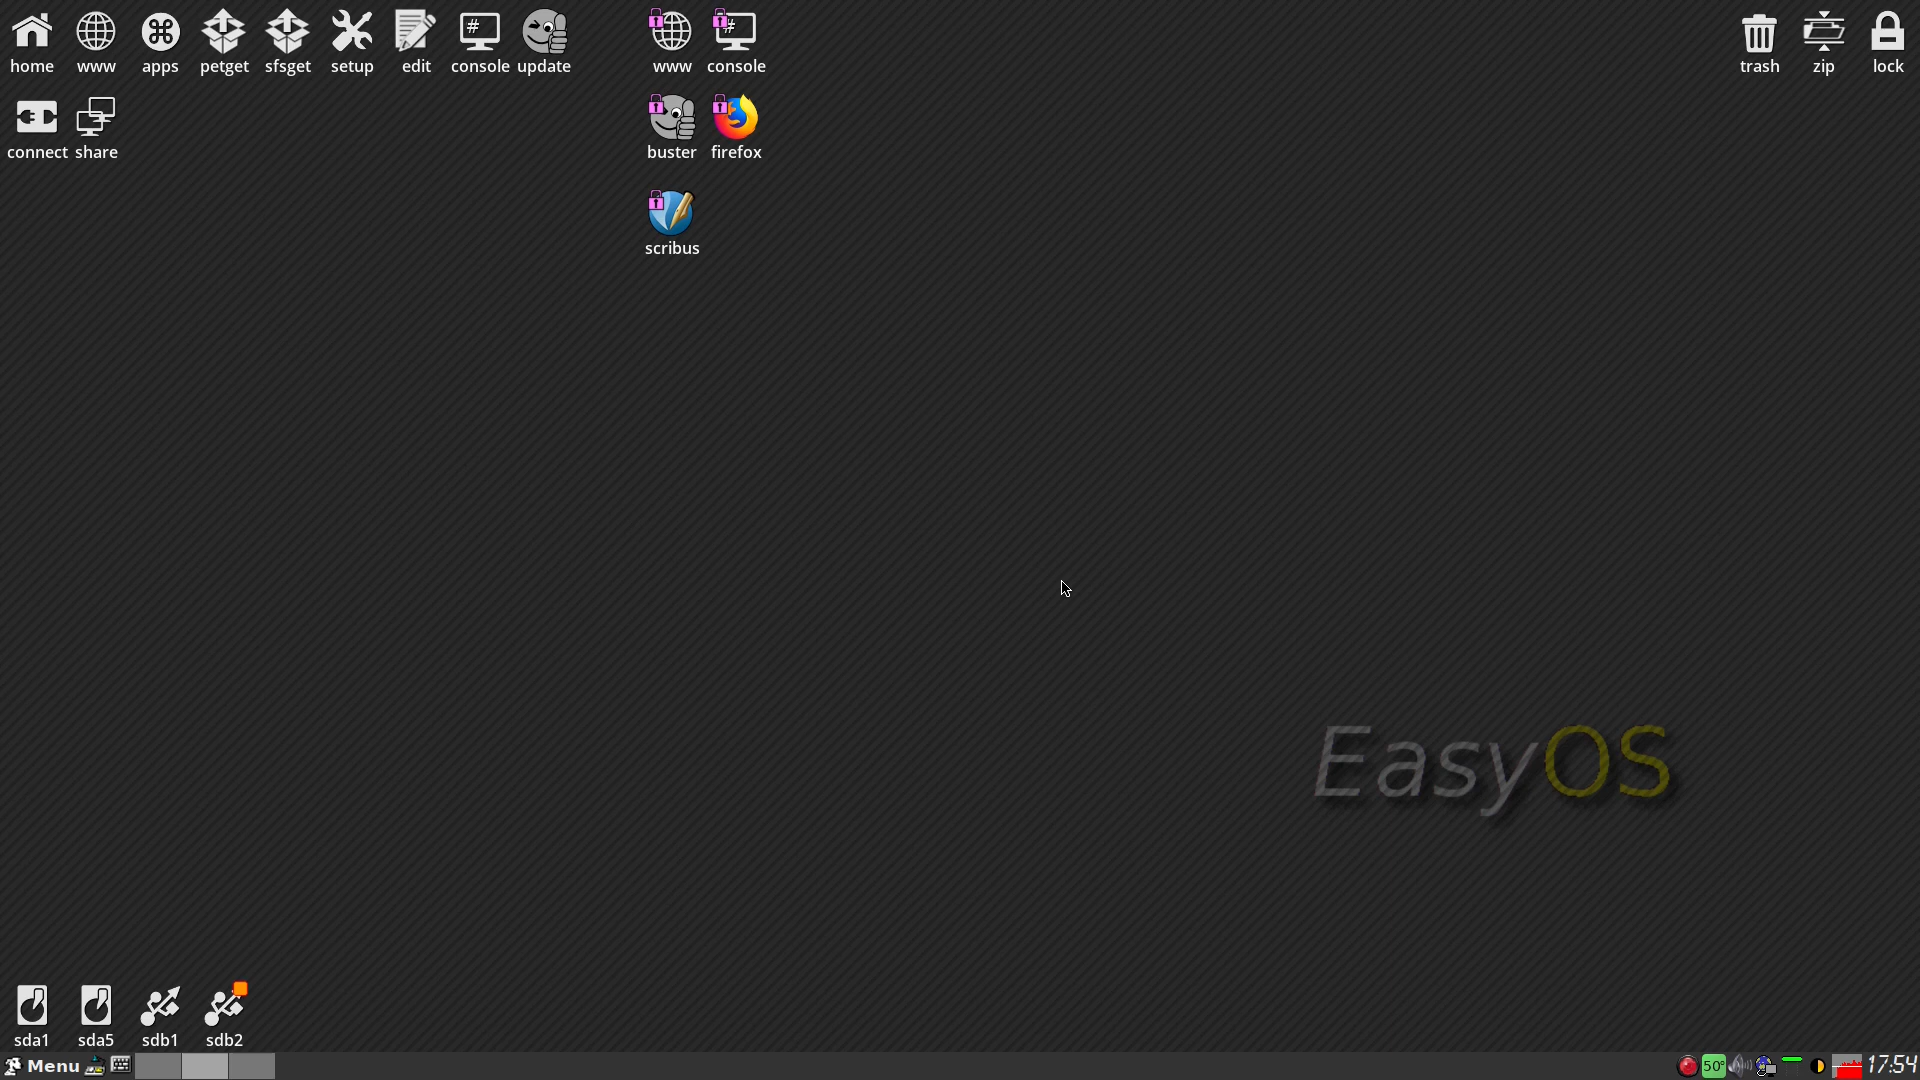 home www apps petget sfsget setup edit console update www console trash zip lock
connect share buster firefox
scribus
EasyOS
sda1 sda5 sdb1 sdb2
Menu 50° 17:54